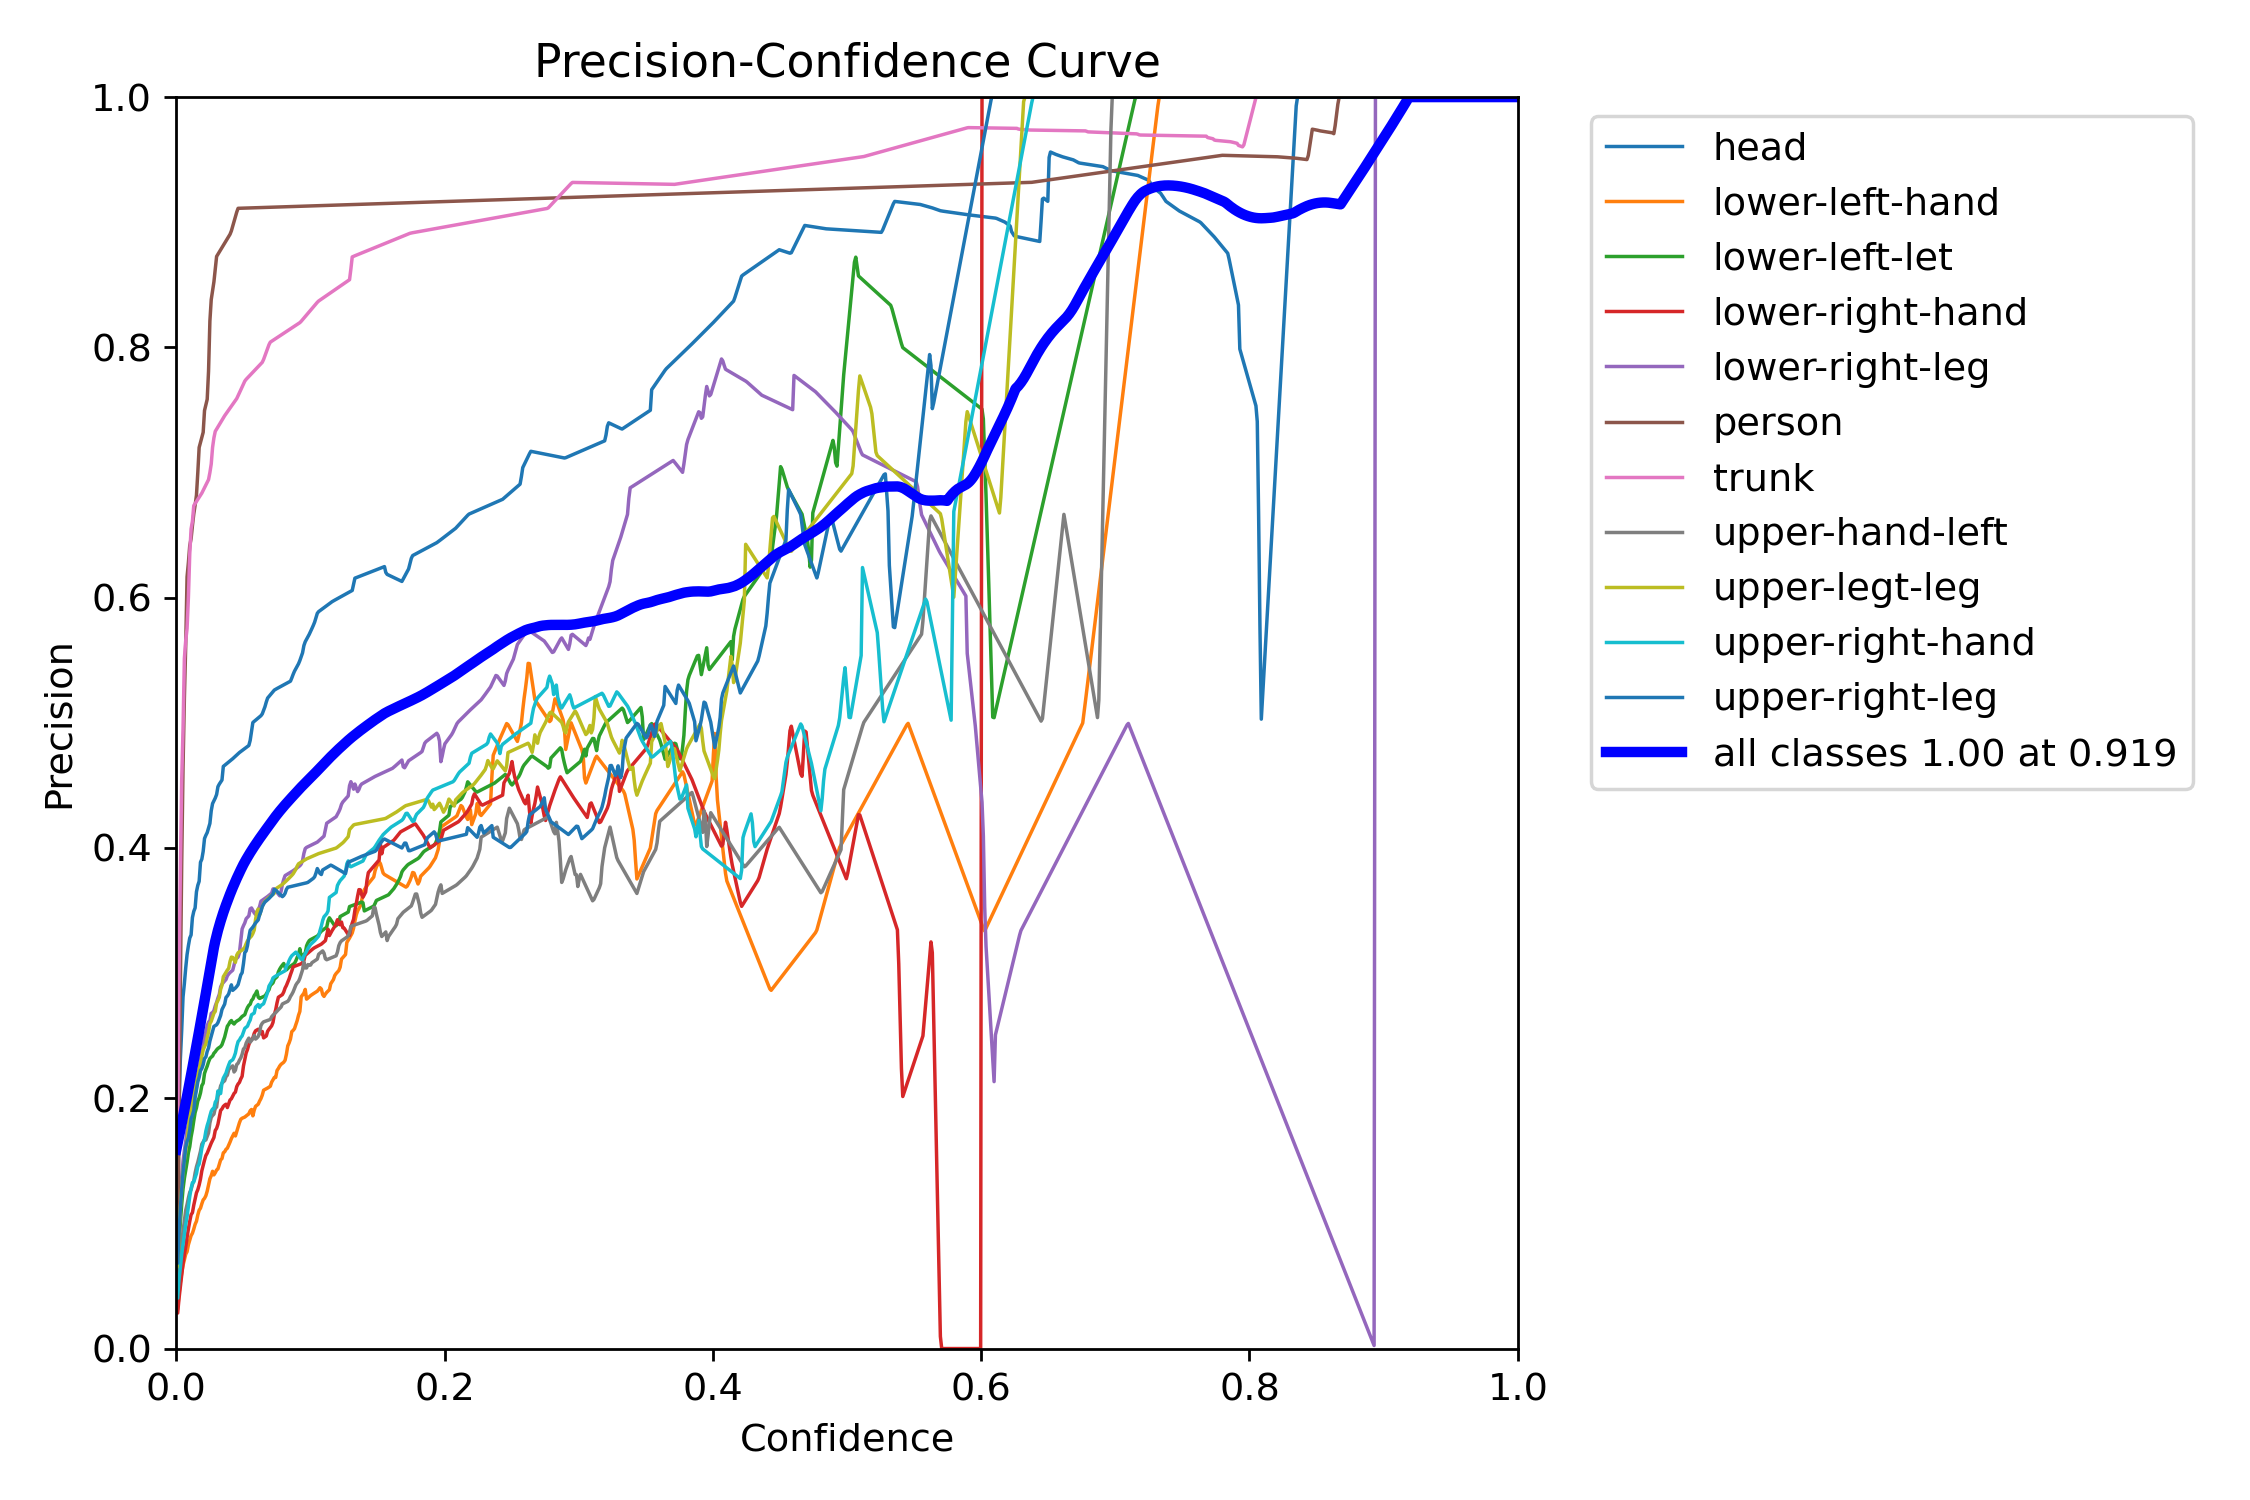 Precision-Confidence Curve
1.0
0.8
0.6
0.4
0.2
0.0
Precision
0.0 0.2 0.4 0.6 0.8 1.0
Confidence
head
lower-left-hand
lower-left-let
lower-right-hand
lower-right-leg
person
trunk
upper-hand-left
upper-legt-leg
upper-right-hand
upper-right-leg
all classes 1.00 at 0.919